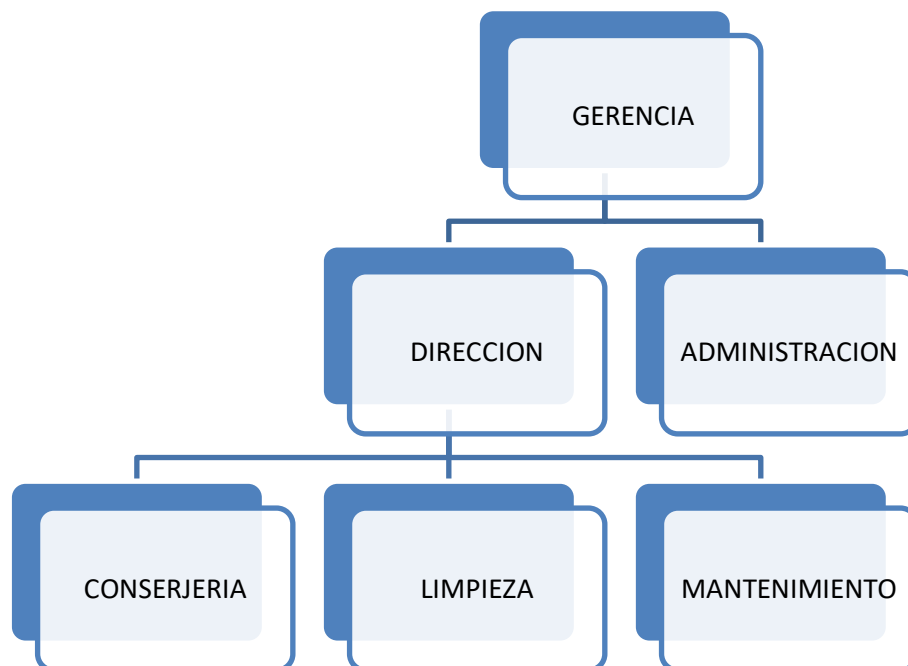 GERENCIA
DIRECCION
ADMINISTRACION
CONSERJERIA
LIMPIEZA
MANTENIMIENTO